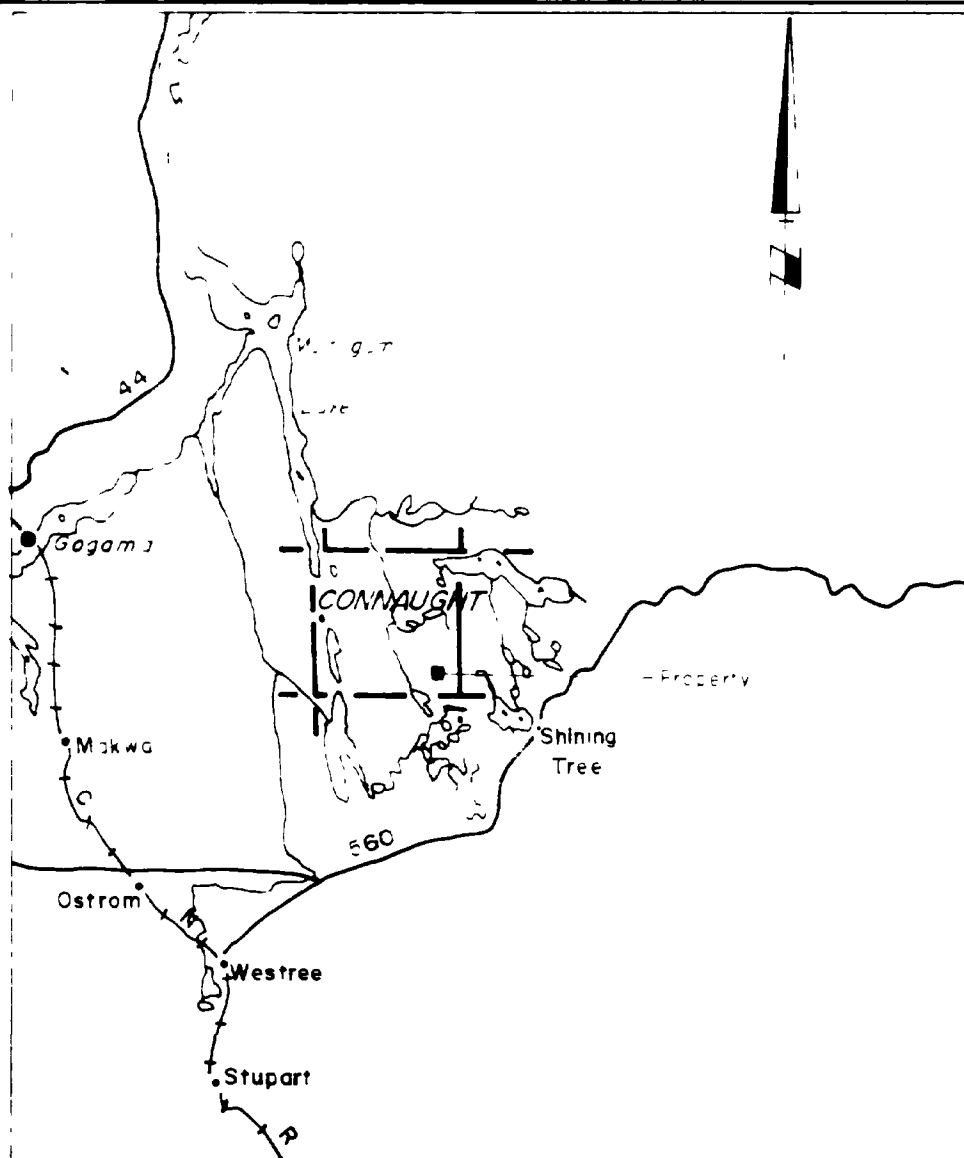 N
44
Gogama
CONNAUGHT
Property
Shining
Tree
Makwa
C
560
Ostrom
N
Westree
Stupart
R